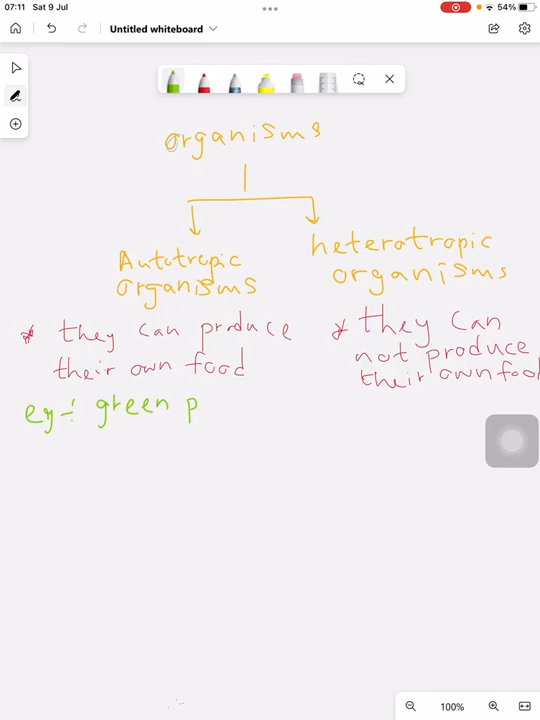 07:11 Sat 9 Jul
54%
Untitled whiteboard
organisms
Autotropic
organisms
heterotropic
organisms
* they can produce
their own food
* they can
not produce
their own food
eg÷ green p
100%